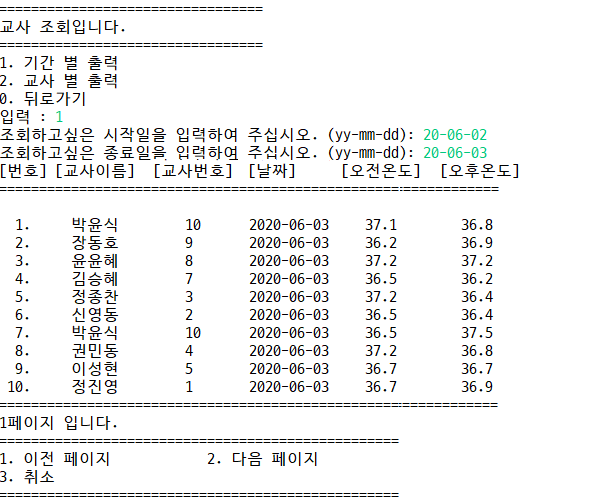 =================================
교사 조회입니다.
=================================
1. 기간 별 출력
2. 교사 별 출력
0. 뒤로가기
입력 : 1
조회하고싶은 시작일을 입력하여 주십시오. (yy-mm-dd): 20-06-02
조회하고싶은 종료일을 입력하여 주십시오. (yy-mm-dd): 20-06-03
[번호] [교사이름] [교사번호] [날짜] [오전온도] [오후온도]
===============================================================
1. 박윤식 10 2020-06-03 37.1 36.8
2. 장동호 9 2020-06-03 36.2 36.9
3. 윤윤혜 8 2020-06-03 37.2 37.2
4. 김승혜 7 2020-06-03 36.5 36.2
5. 정종찬 3 2020-06-03 37.2 36.4
6. 신영동 2 2020-06-03 36.5 36.4
7. 박윤식 10 2020-06-03 36.5 37.5
8. 권민동 4 2020-06-03 37.2 36.8
9. 이성현 5 2020-06-03 36.7 36.7
10. 정진영 1 2020-06-03 36.7 36.9
===============================================================
1페이지 입니다.
==================================================
1. 이전 페이지 2. 다음 페이지
3. 취소
==================================================